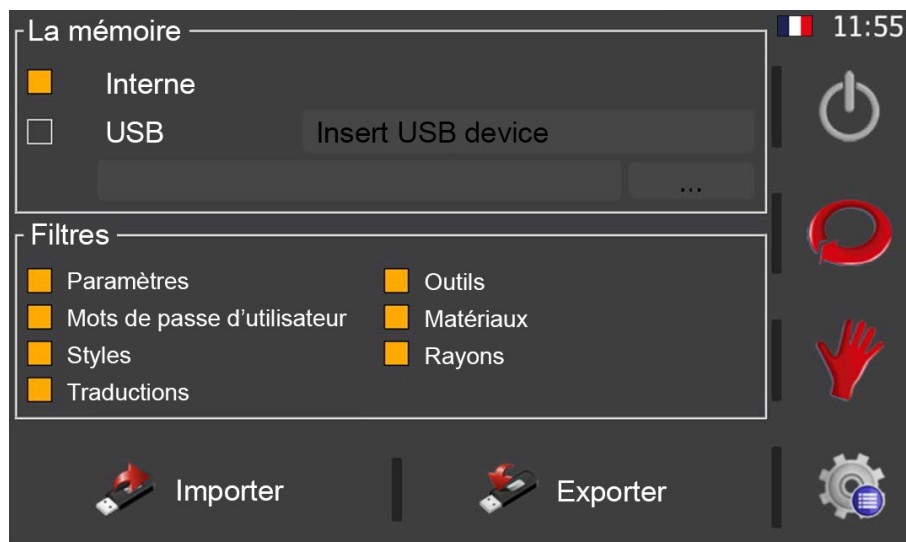 La mémoire
11:55
Interne
USB
Insert USB device
...
Filtres
Paramètres
Outils
Mots de passe d’utilisateur
Matériaux
Styles
Rayons
Traductions
Importer
Exporter